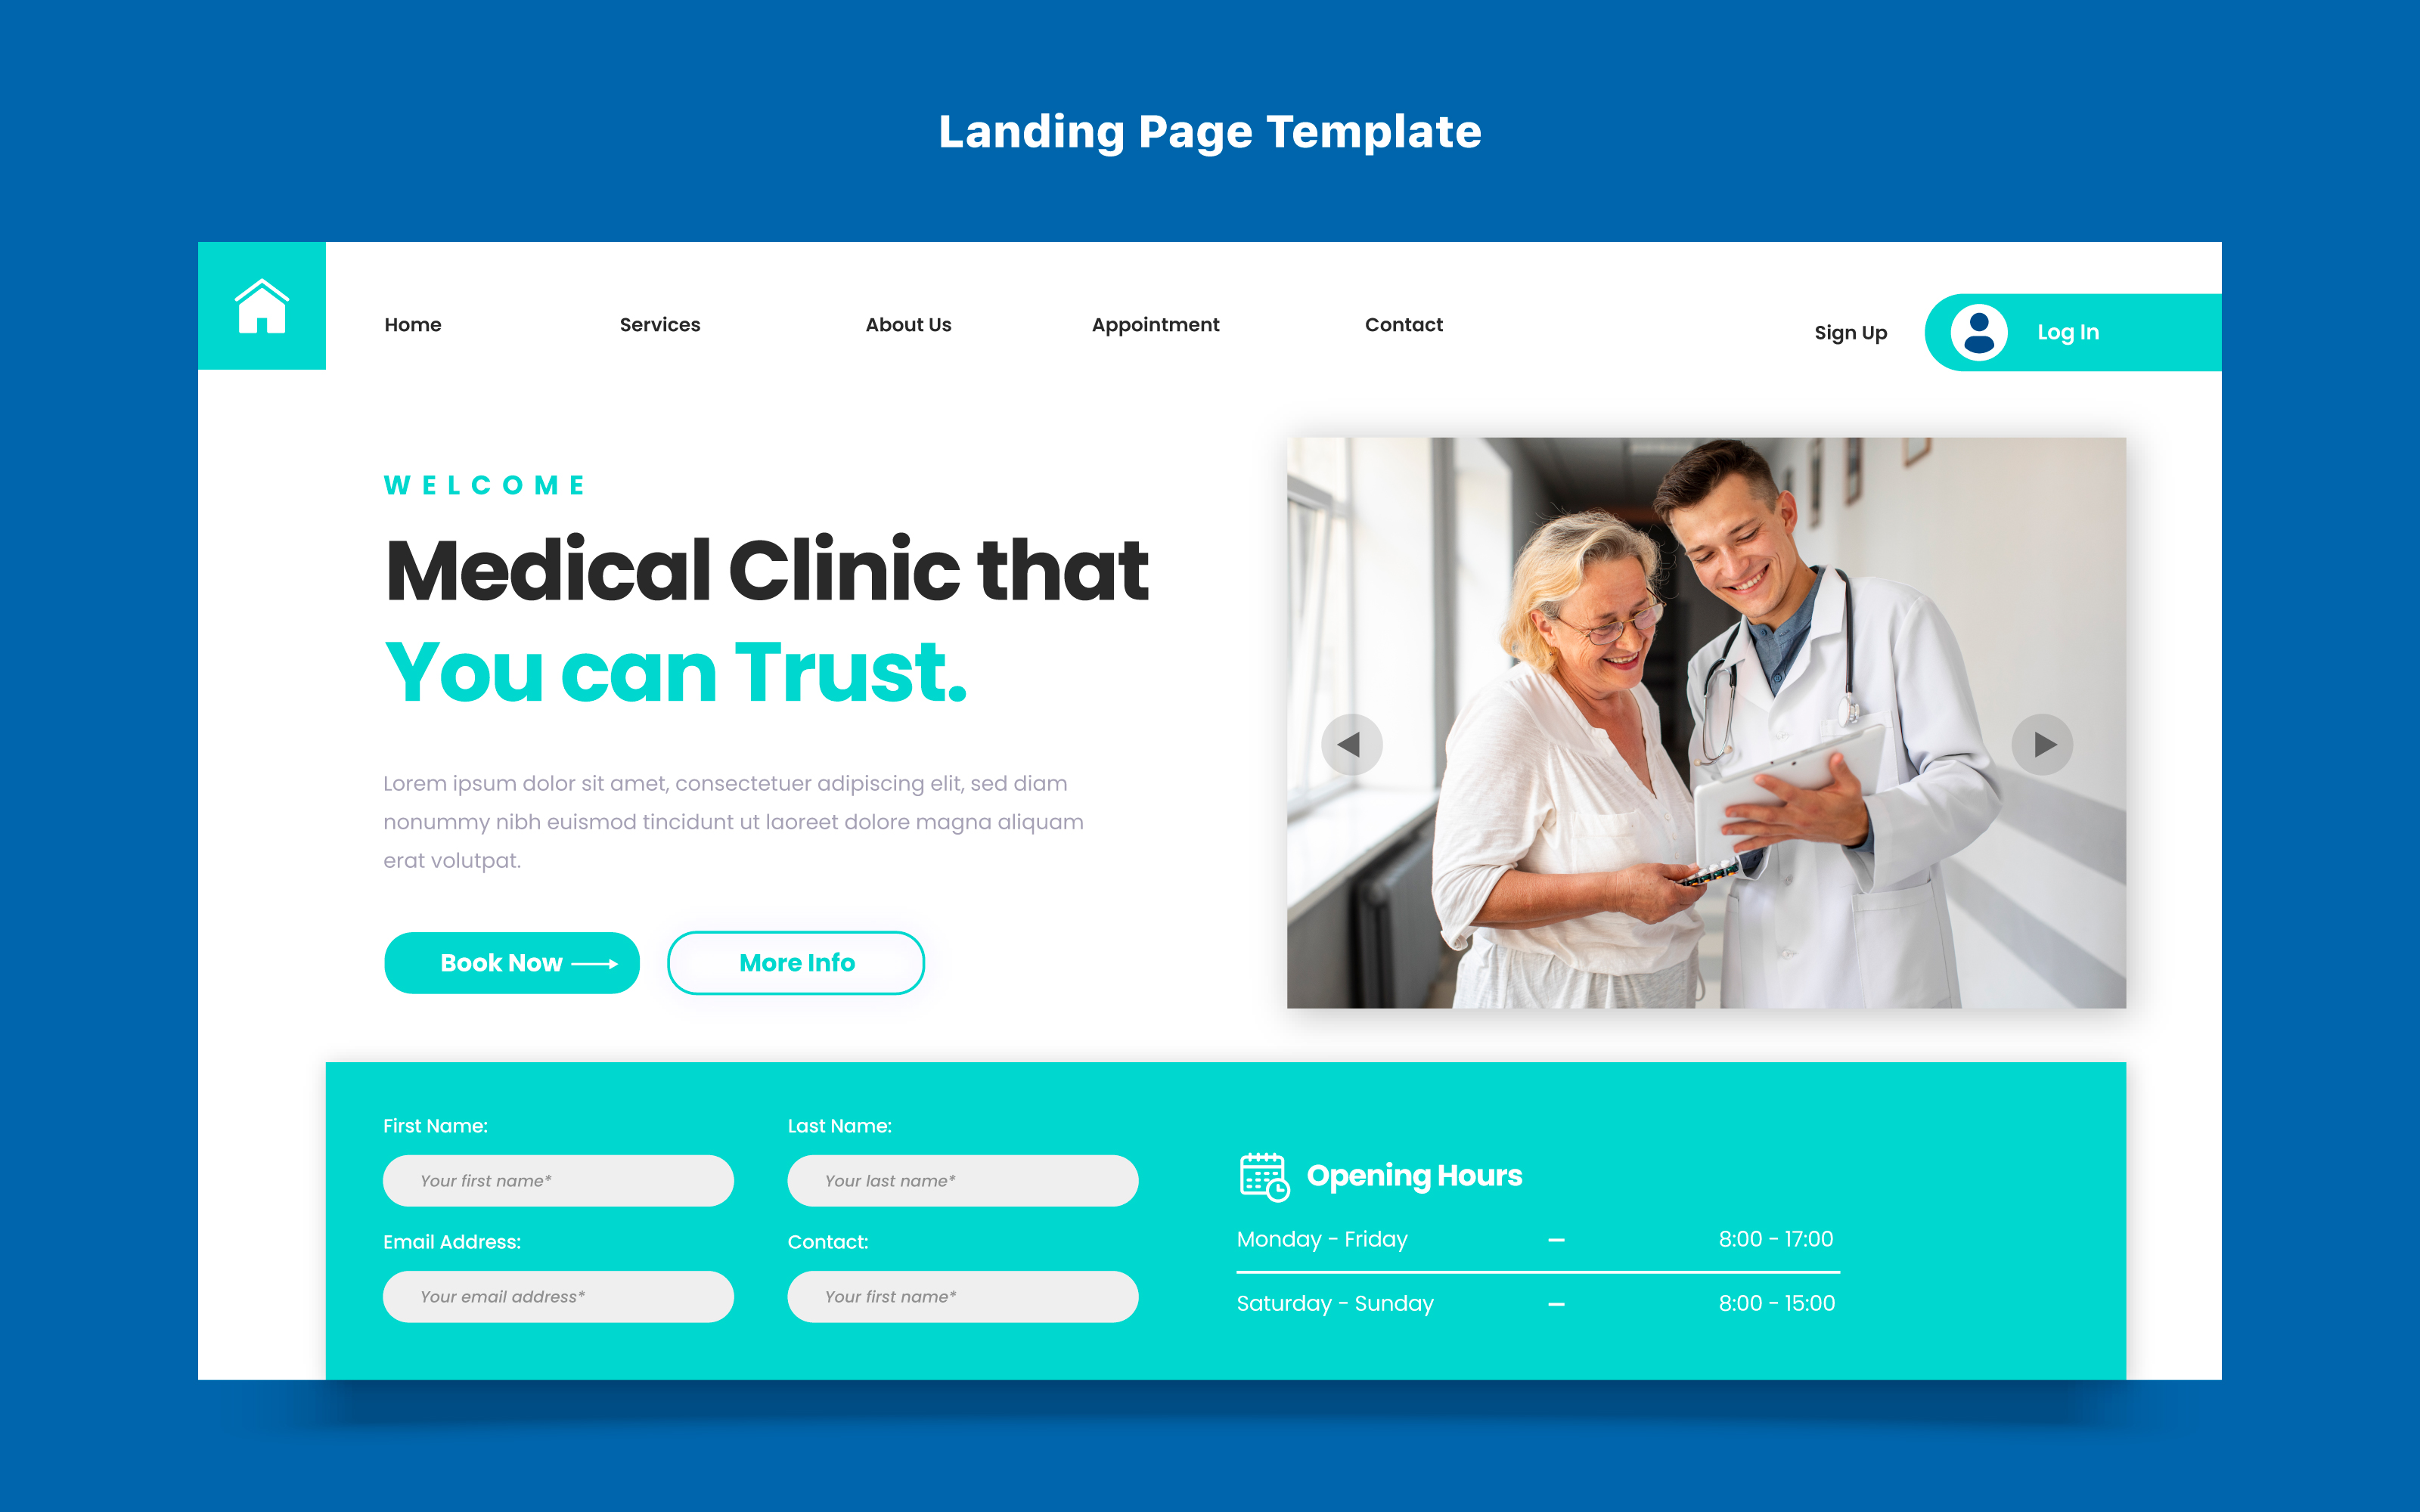 Landing Page Template
Home
Services
About Us
Appointment
Contact
Sign Up
Log In
WELCOME
Medical Clinic that
You can Trust.
Lorem ipsum dolor sit amet, consectetuer adipiscing elit, sed diam
nonummy nibh euismod tincidunt ut laoreet dolore magna aliquam
erat volutpat.
Book Now
More Info
First Name:
Last Name:
Your first name*
Your last name*
Email Address:
Contact:
Your email address*
Your first name*
Opening Hours
Monday - Friday – 8:00 - 17:00
Saturday - Sunday – 8:00 - 15:00